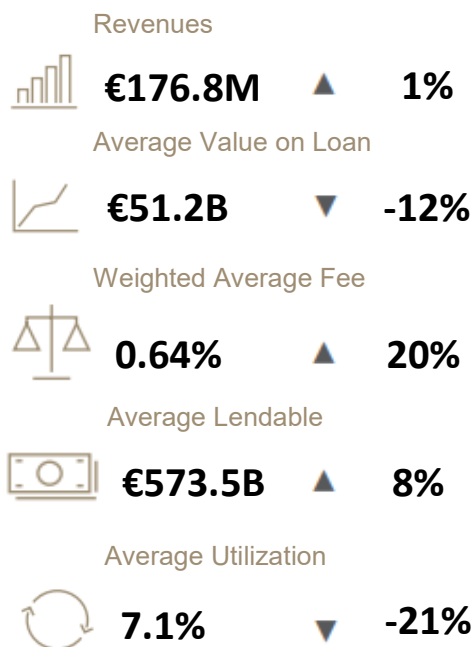 Revenues
€176.8M ▲ 1%
Average Value on Loan
€51.2B ▼ -12%
Weighted Average Fee
0.64% ▲ 20%
Average Lendable
€573.5B ▲ 8%
Average Utilization
7.1% ▼ -21%